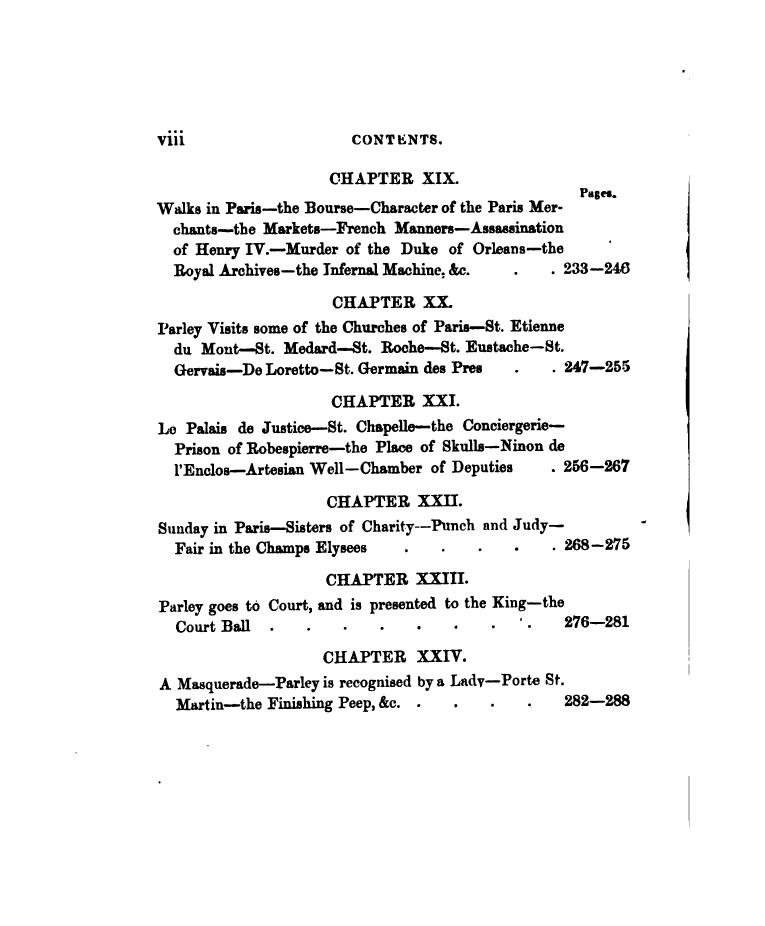 viii CONTENTS.
CHAPTER XIX.
Pages.
Walks in Paris—the Bourse—Character of the Paris Mer-
chants—the Markets—French Manners—Assassination
of Henry IV.—Murder of the Duke of Orleans—the
Royal Archives—the Infernal Machine, &c. . . 233—246
CHAPTER XX.
Parley Visits some of the Churches of Paris—St. Etienne
du Mont—St. Medard—St. Roche—St. Eustache—St.
Gervais—De Loretto—St. Germain des Pres . . 247—255
CHAPTER XXI.
Le Palais de Justice—St. Chapelle—the Conciergerie—
Prison of Robespierre—the Place of Skulls—Ninon de
l'Enclos—Artesian Well—Chamber of Deputies . 256—267
CHAPTER XXII.
Sunday in Paris—Sisters of Charity—Punch and Judy—
Fair in the Champs Elysees . . . . . 268—275
CHAPTER XXIII.
Parley goes to Court, and is presented to the King—the
Court Ball . . . . . . . . 276—281
CHAPTER XXIV.
A Masquerade—Parley is recognised by a Lady—Porte St.
Martin—the Finishing Peep, &c. . . . . 282—288